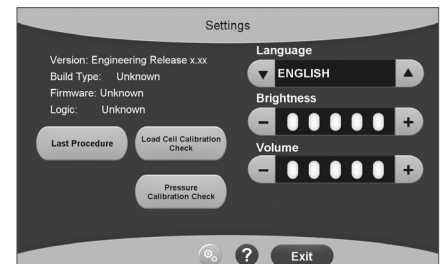 Settings
Version: Engineering Release x.xx
Build Type: Unknown
Firmware: Unknown
Logic: Unknown
Last Procedure
Load Cell Calibration
Check
Pressure
Calibration Check
Language
ENGLISH
Brightness
− +
Volume
− +
? Exit